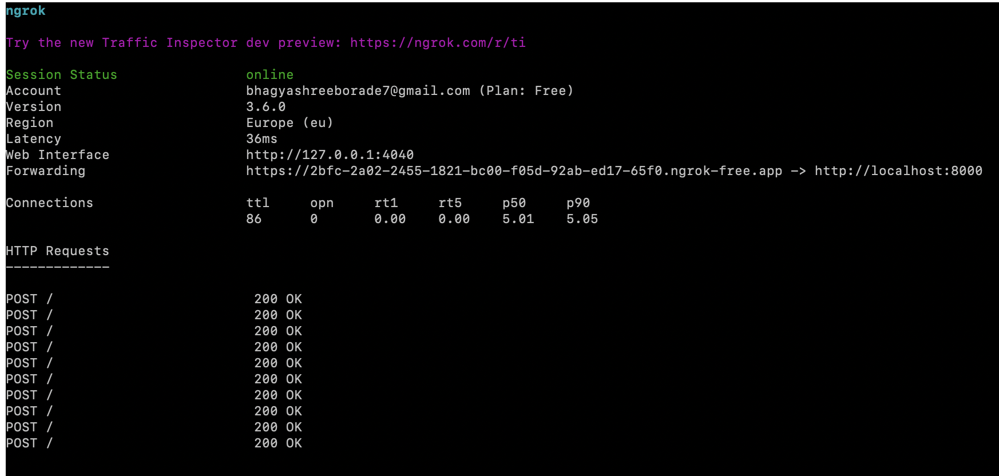 ngrok
Try the new Traffic Inspector dev preview: https://ngrok.com/r/ti
Session Status online
Account bhagyashreeborade7@gmail.com (Plan: Free)
Version 3.6.0
Region Europe (eu)
Latency 36ms
Web Interface http://127.0.0.1:4040
Forwarding https://2bfc-2a02-2455-1821-bc00-f05d-92ab-ed17-65f0.ngrok-free.app -> http://localhost:8000
Connections ttl opn rt1 rt5 p50 p90
86 0 0.00 0.00 5.01 5.05
HTTP Requests
-------------
POST / 200 OK
POST / 200 OK
POST / 200 OK
POST / 200 OK
POST / 200 OK
POST / 200 OK
POST / 200 OK
POST / 200 OK
POST / 200 OK
POST / 200 OK